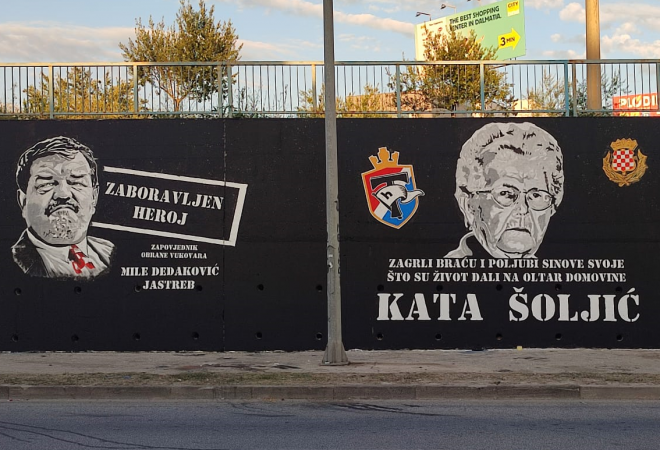 THE BEST SHOPPING
CENTER IN DALMATIA.
CITY
3 MIN
ZABORAVLJEN
HEROJ
ZAPOVJEDNIK
OBRANE VUKOVARA
MILE DEDAKOVIĆ
JASTREB
ZAGRLI BRAĆU I POLJUBI SINOVE SVOJE
ŠTO SU ŽIVOT DALI NA OLTAR DOMOVINE
KATA ŠOLJIĆ